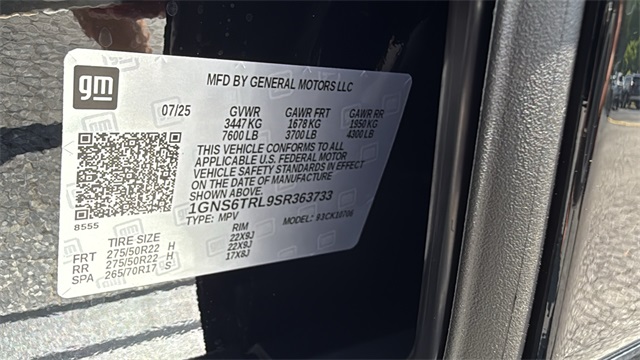 gm
MFD BY GENERAL MOTORS LLC
07/25 GVWR GAWR FRT GAWR RR
3447 KG 1678 KG 1950 KG
7600 LB 3700 LB 4300 LB
THIS VEHICLE CONFORMS TO ALL
APPLICABLE U.S. FEDERAL MOTOR
VEHICLE SAFETY STANDARDS IN EFFECT
ON THE DATE OF MANUFACTURE
SHOWN ABOVE.
1GNS6TRL9SR363733
TYPE: MPV MODEL:
8555
TIRE SIZE RIM
FRT 275/50R22 H 22X9J
RR 275/50R22 H 22X9J
SPA 265/70R17 S 17X8J